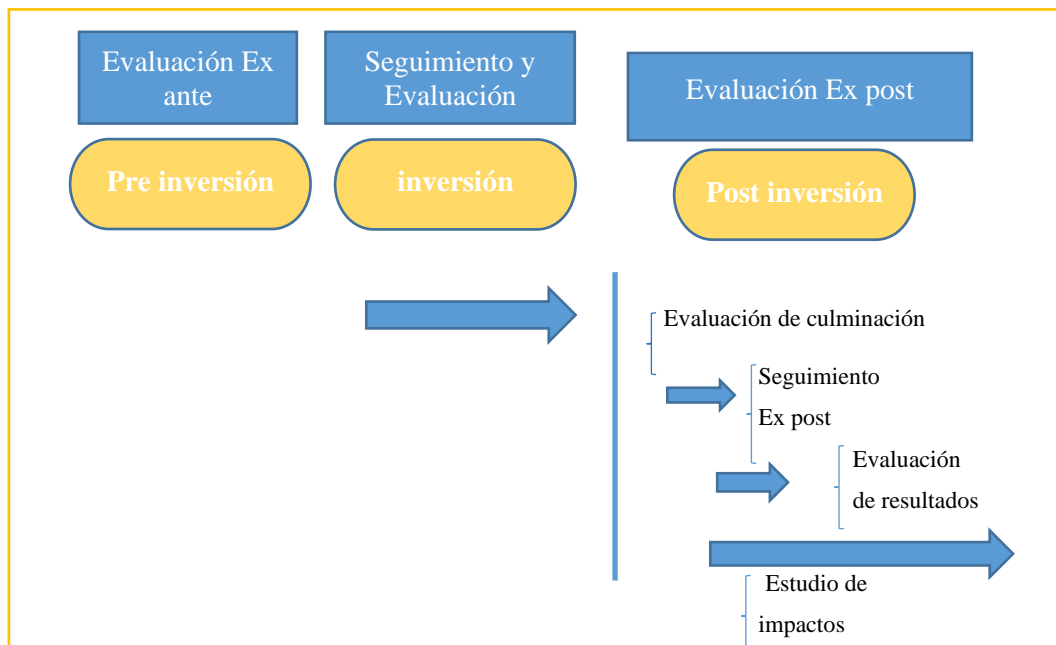 Evaluación Ex
ante
Seguimiento y
Evaluación
Evaluación Ex post
Pre inversión
inversión
Post inversión
Evaluación de culminación
Seguimiento
Ex post
Evaluación
de resultados
Estudio de
impactos